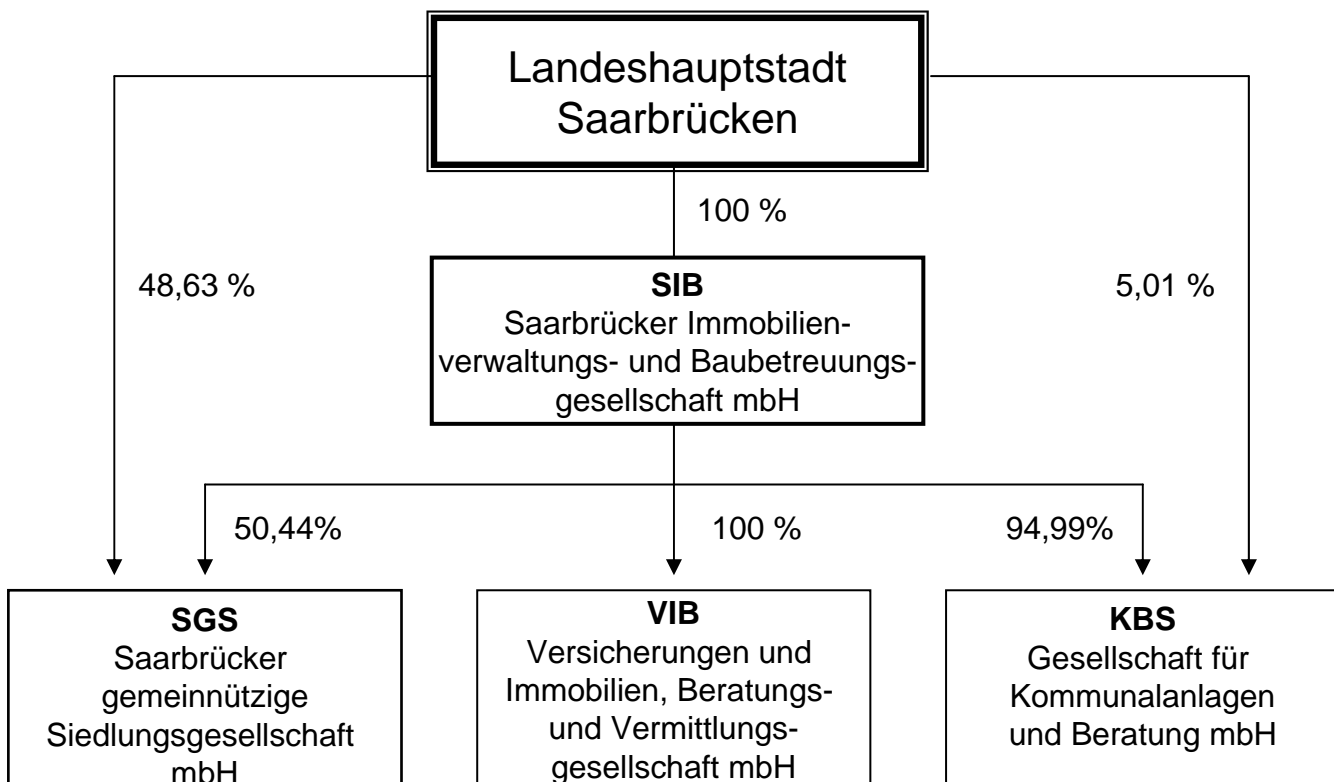 Landeshauptstadt
Saarbrücken
100 %
48,63 %
5,01 %
SIB
Saarbrücker Immobilien-
verwaltungs- und Baubetreuungs-
gesellschaft mbH
50,44%
100 %
94,99%
SGS
Saarbrücker
gemeinnützige
Siedlungsgesellschaft
mbH
VIB
Versicherungen und
Immobilien, Beratungs-
und Vermittlungs-
gesellschaft mbH
KBS
Gesellschaft für
Kommunalanlagen
und Beratung mbH